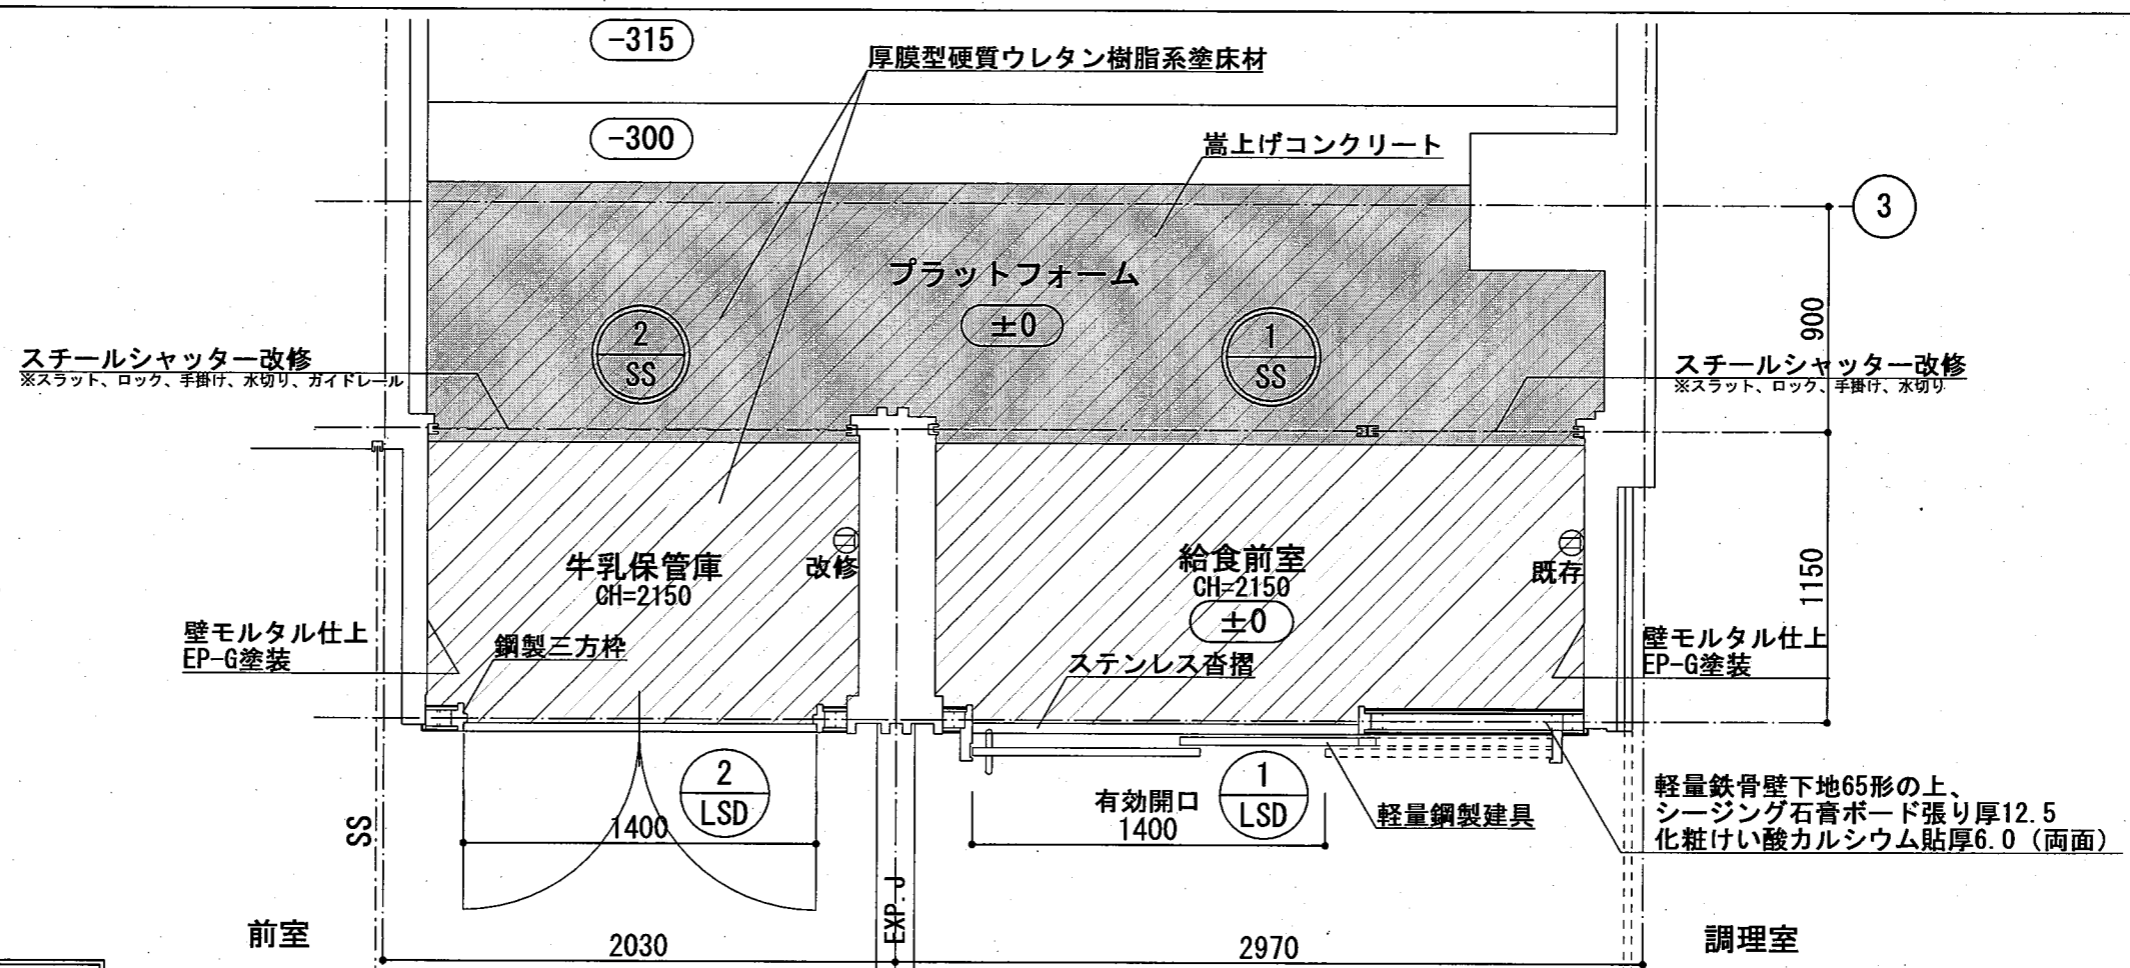 -315
厚膜型硬質ウレタン樹脂系塗床材
-300
嵩上げコンクリート
3
プラットフォーム
±0
2
SS
1
SS
900
スチールシャッター改修
※スラット、ロック、手掛け、水切り、ガイドレール
スチールシャッター改修
※スラット、ロック、手掛け、水切り
牛乳保管庫
CH=2150
改修
給食前室
CH=2150
±0
既存
1150
壁モルタル仕上
EP-G塗装
鋼製三方枠
ステンレス沓摺
壁モルタル仕上
EP-G塗装
2
LSD
1400
有効開口
1400
1
LSD
軽量鋼製建具
軽量鉄骨壁下地65形の上、
シージング石膏ボード張り厚12.5
化粧けい酸カルシウム貼厚6.0（両面）
SS
EXP.J
前室
2030
2970
調理室